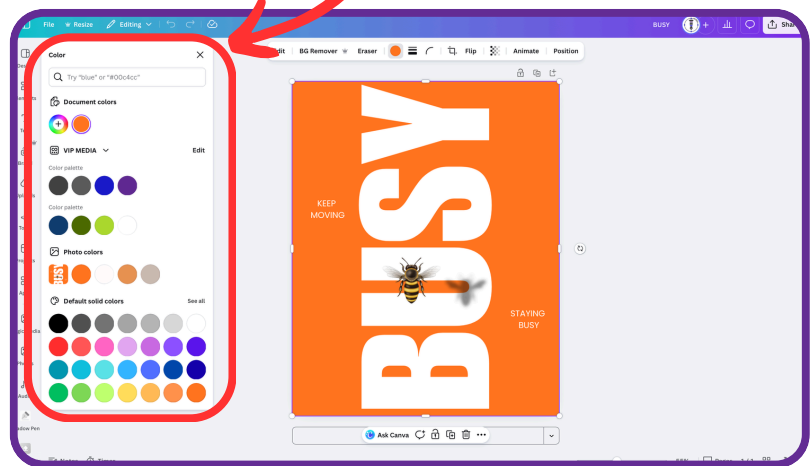 File
Resize
Editing
BUSY
Color
Edit
BG Remover
Eraser
Flip
Animate
Position
Try "blue" or "#00c4cc"
Document colors
VIP MEDIA
Edit
Color palette
Color palette
Photo colors
BUSY
Default solid colors
See all
KEEP
MOVING
BUSY
STAYING
BUSY
Ask Canva